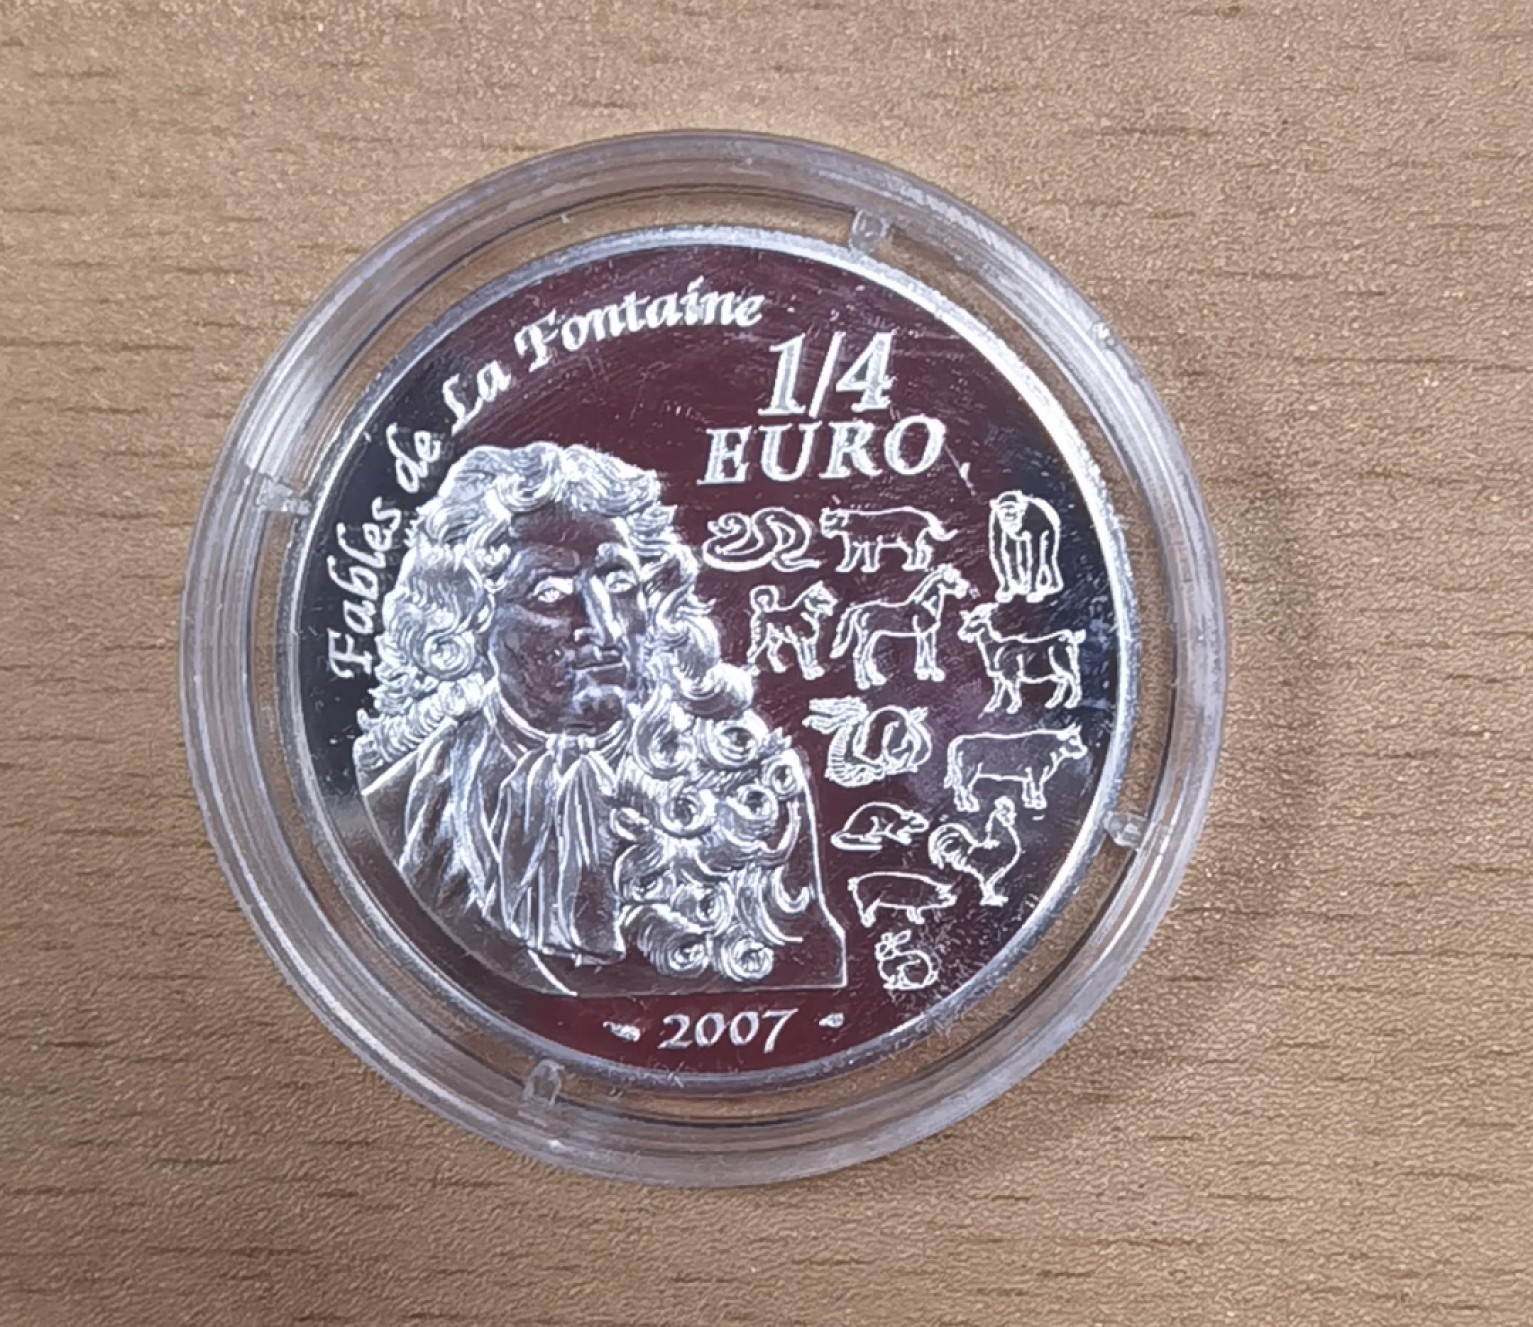 Fables de La Fontaine
1/4
EURO
2007